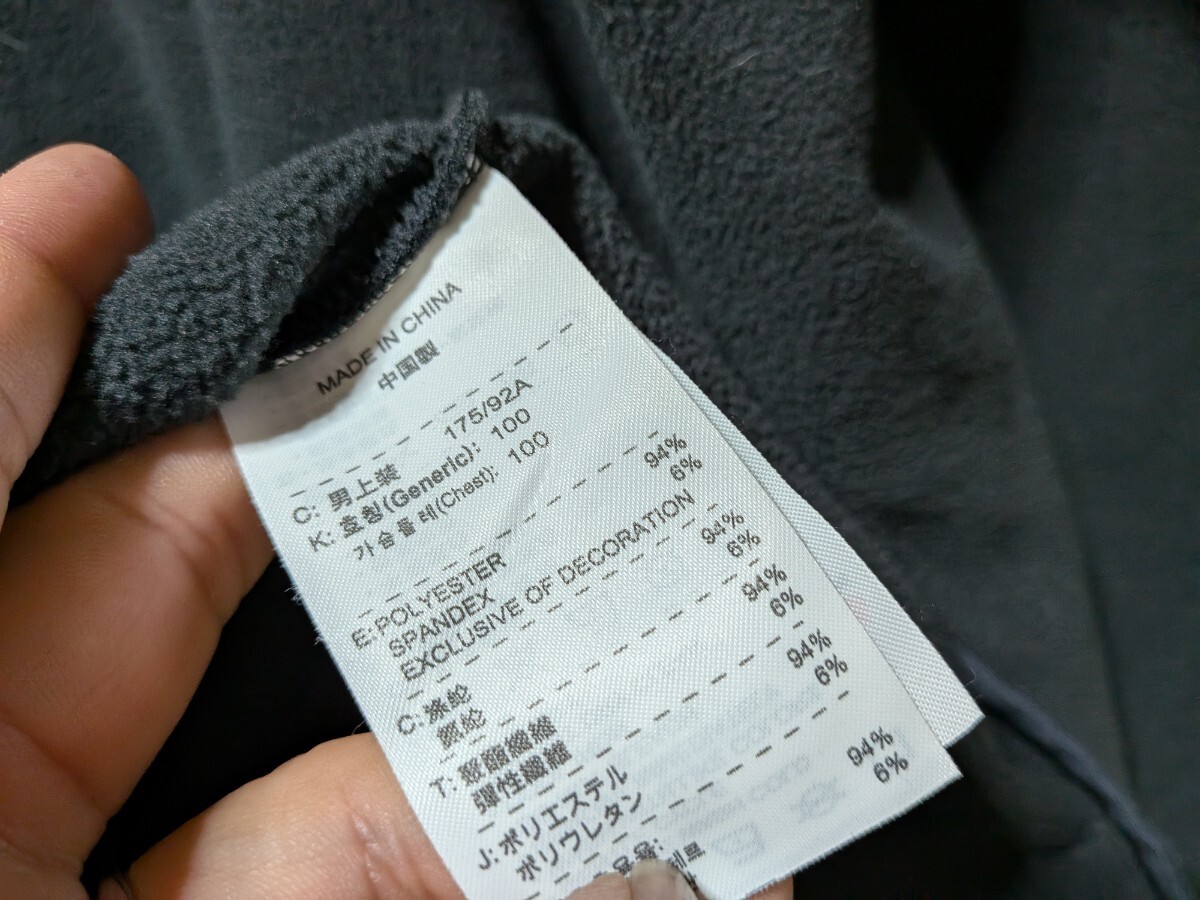 MADE IN CHINA
中国製
175/92A
C: 男上装
K: 호칭(Generic): 100
가슴둘레(Chest): 100
E: POLYESTER 94%
SPANDEX 6%
EXCLUSIVE OF DECORATION
C: 涤纶 94%
氨纶 6%
T: 聚酯纖維 94%
彈性纖維 6%
J: ポリエステル 94%
ポリウレタン 6%
94%
6%